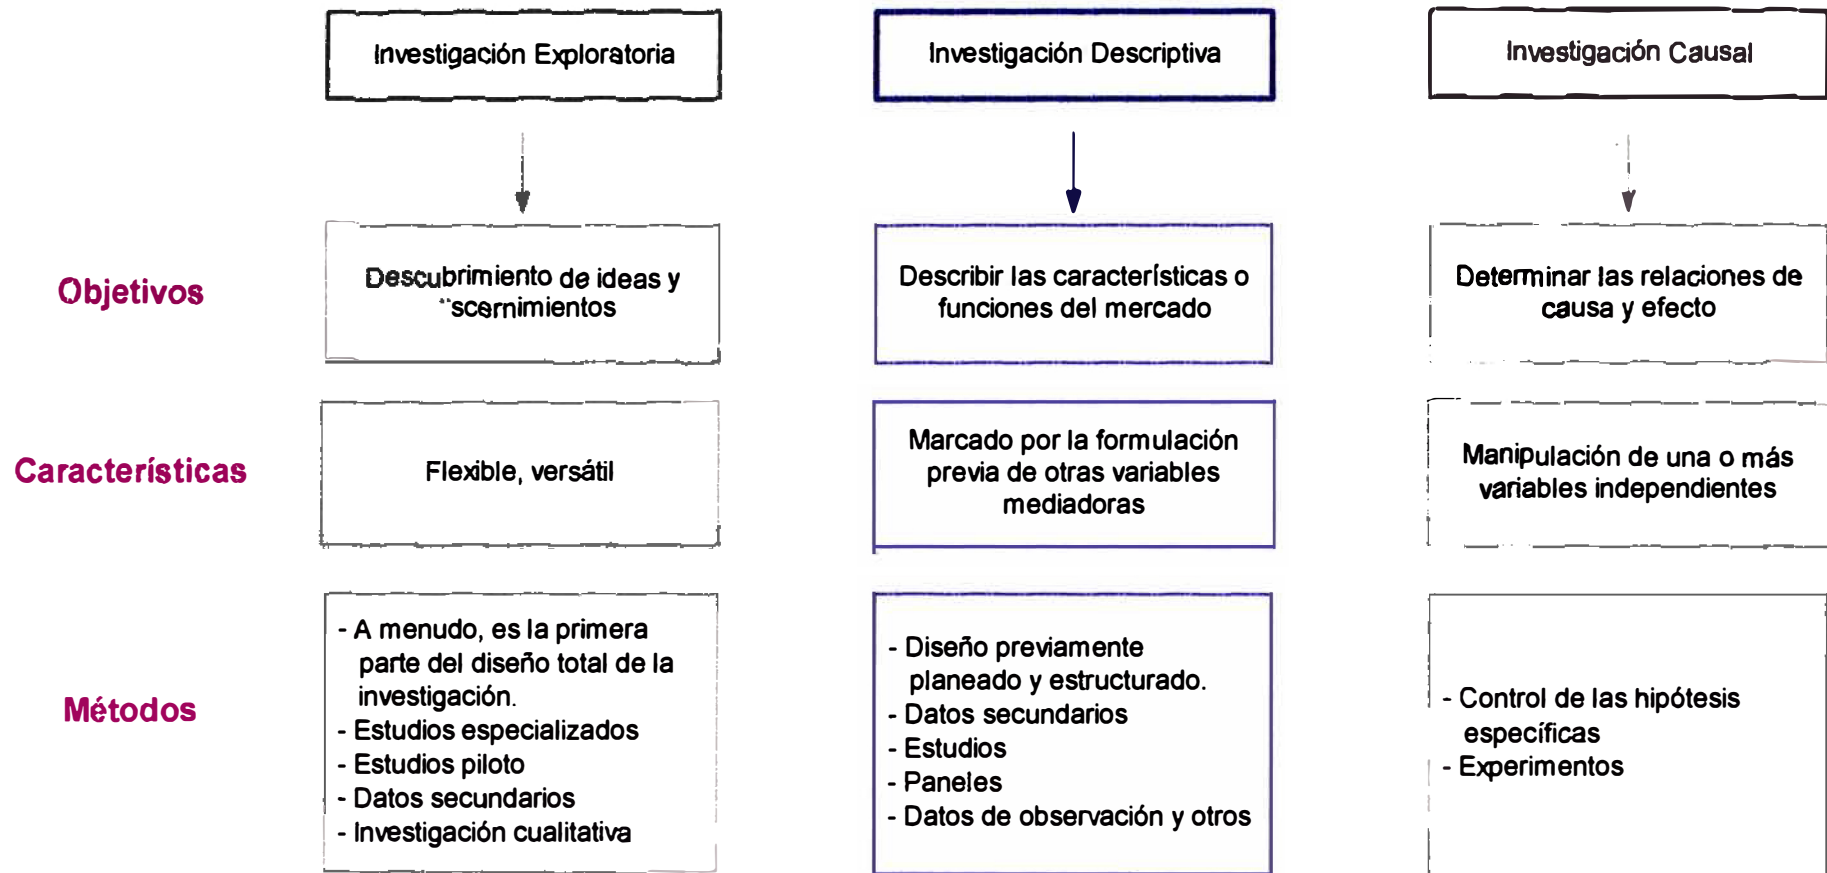 Investigación Exploratoria
Investigación Descriptiva
Investigación Causal
Objetivos
Descubrimiento de ideas y
scernimientos
Describir las características o
funciones del mercado
Determinar las relaciones de
causa y efecto
Características
Flexible, versátil
Marcado por la formulación
previa de otras variables
mediadoras
Manipulación de una o más
variables independientes
Métodos
- A menudo, es la primera
parte del diseño total de la
investigación.
- Estudios especializados
- Estudios piloto
- Datos secundarios
- Investigación cualitativa
- Diseño previamente
planeado y estructurado.
- Datos secundarios
- Estudios
- Paneles
- Datos de observación y otros
- Control de las hipótesis
específicas
- Experimentos